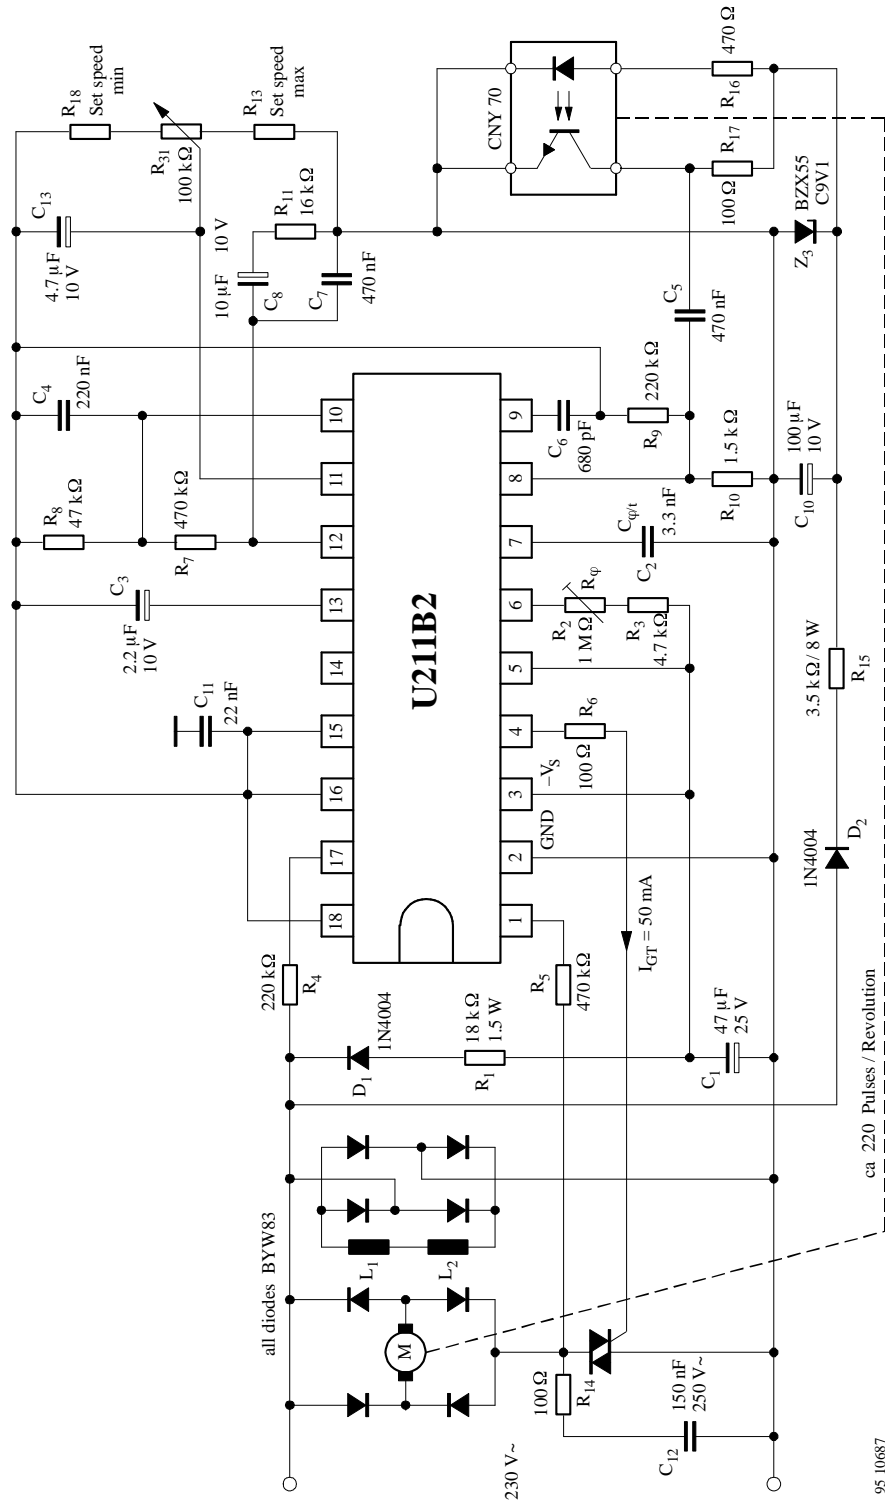 R18
Set speed
min
R31
100 kΩ
R13
Set speed
max
C13
4.7 μF
10 V
10 V
R11
16 kΩ
10 μF
C8
C7
470 nF
CNY 70
470 Ω
R16
R17
100 Ω
BZX55
C9V1
Z3
C4
220 nF
R8
47 kΩ
470 kΩ
R7
C3
2.2 μF
10 V
C11
22 nF
10
11
12
13
14
15
16
17
18
U211B2
9
8
7
6
5
4
3
2
1
C6
680 pF
220 kΩ
R9
C5
470 nF
1.5 kΩ
R10
100 μF
10 V
C10
Cφ/t
3.3 nF
C2
Rφ
R2
1 MΩ
R3
4.7 kΩ
R6
100 Ω
−VS
GND
3.5 kΩ/ 8 W
R15
1N4004
D2
220 kΩ
R4
R5
470 kΩ
IGT = 50 mA
1N4004
D1
18 kΩ
1.5 W
R1
47 μF
25 V
C1
ca 220 Pulses / Revolution
all diodes BYW83
L1
L2
M
100 Ω
R14
150 nF
250 V~
C12
230 V~
95 10687